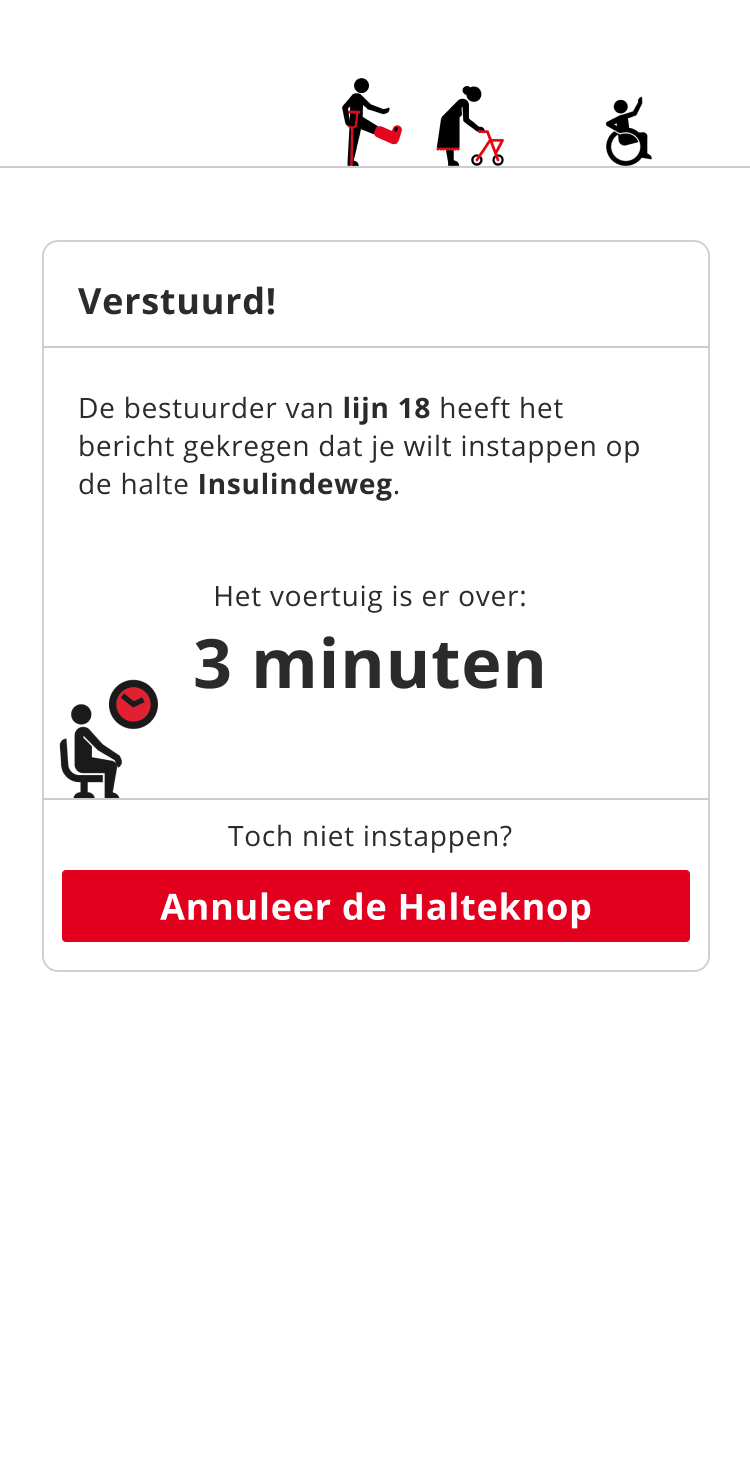 Verstuurd!
De bestuurder van lijn 18 heeft het
bericht gekregen dat je wilt instappen op
de halte Insulindeweg.
Het voertuig is er over:
3 minuten
Toch niet instappen?
Annuleer de Halteknop